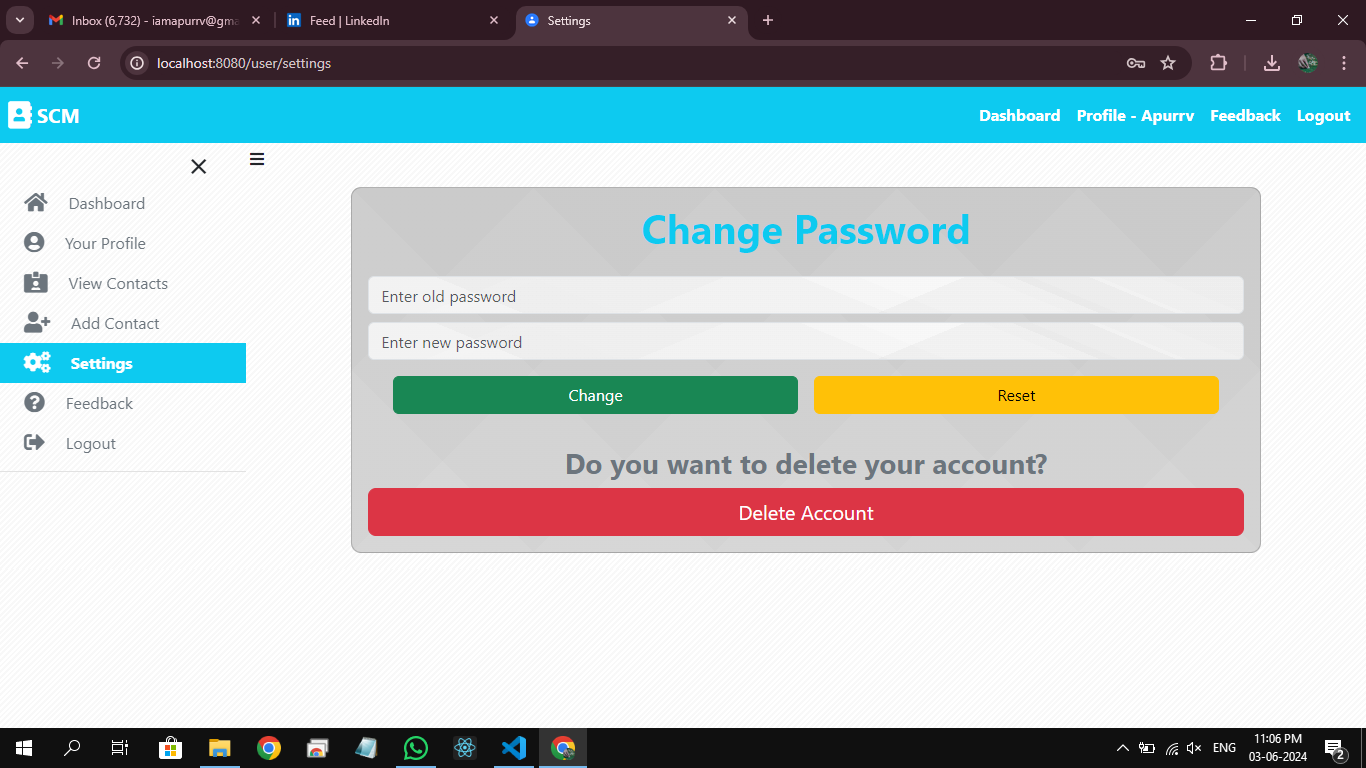 Inbox (6,732) - iamapurrv@gma
Feed | LinkedIn
Settings
localhost:8080/user/settings
SCM
Dashboard Profile - Apurrv Feedback Logout
Dashboard
Your Profile
View Contacts
Add Contact
Settings
Feedback
Logout
Change Password
Enter old password
Enter new password
Change Reset
Do you want to delete your account?
Delete Account
ENG
11:06 PM
03-06-2024
2